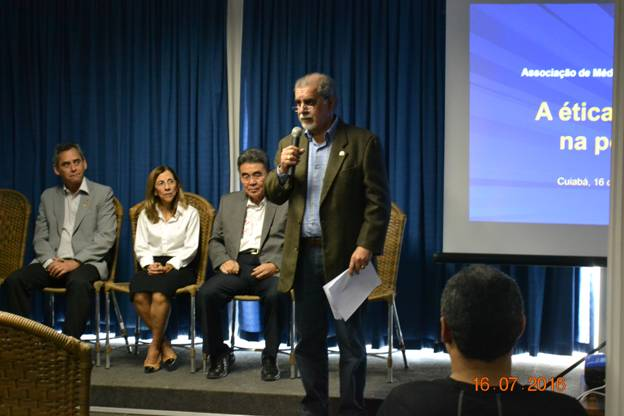 Associação de Méd
A ética
na p
Cuiabá, 16 d
16.07.2016